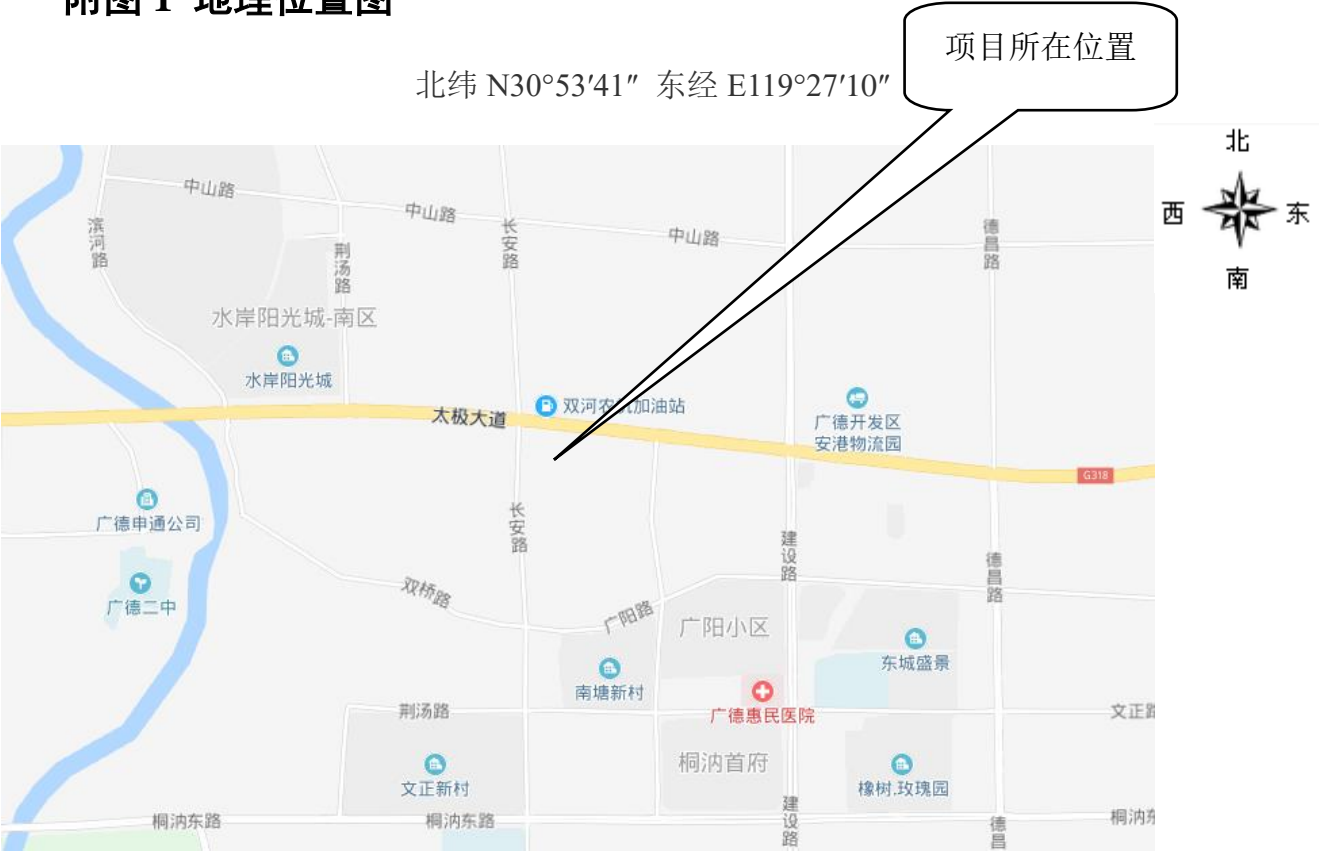 附图 1 地理位置图
项目所在位置
北纬 N30°53′41″ 东经 E119°27′10″
北
西
东
南
中山路
中山路
中山路
滨河路
荆汤路
长安路
德昌路
水岸阳光城-南区
水岸阳光城
太极大道
双河农机加油站
广德开发区
安港物流园
G318
广德申通公司
长安路
建设路
德昌路
广德二中
双桥路
广阳路
广阳小区
东城盛景
南塘新村
广德惠民医院
荆汤路
文正路
桐汭首府
文正新村
橡树.玫瑰园
桐汭东路
桐汭东路
建设路
德昌
桐汭东